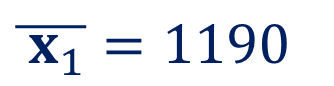 x̅₁ = 1190